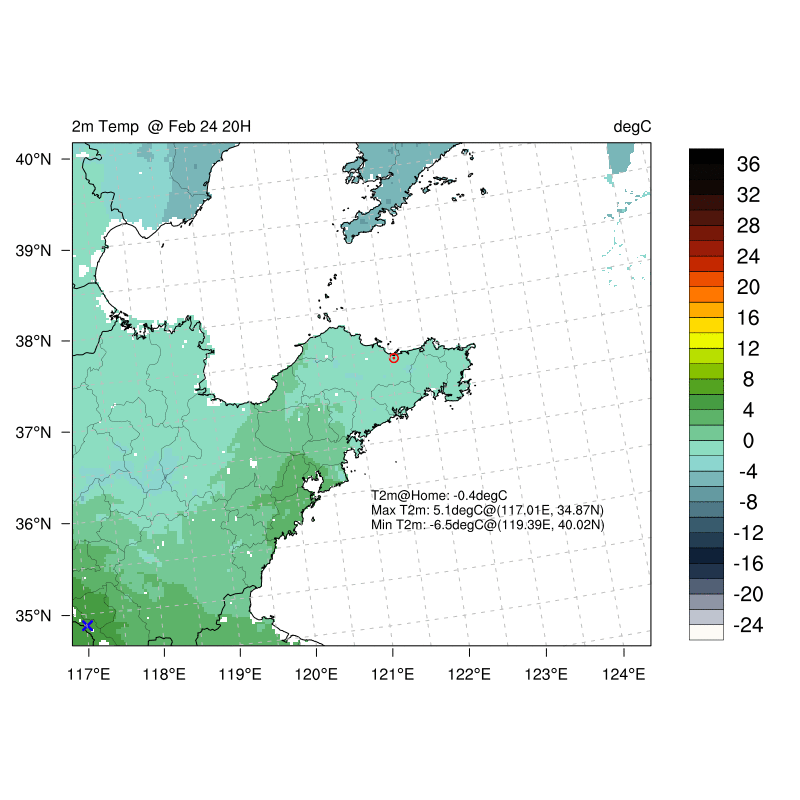 2m Temp @ Feb 24 20H
degC
40°N
39°N
38°N
37°N
36°N
35°N
117°E
118°E
119°E
120°E
121°E
122°E
123°E
124°E
T2m@Home: -0.4degC
Max T2m: 5.1degC@(117.01E, 34.87N)
Min T2m: -6.5degC@(119.39E, 40.02N)
36
32
28
24
20
16
12
8
4
0
-4
-8
-12
-16
-20
-24